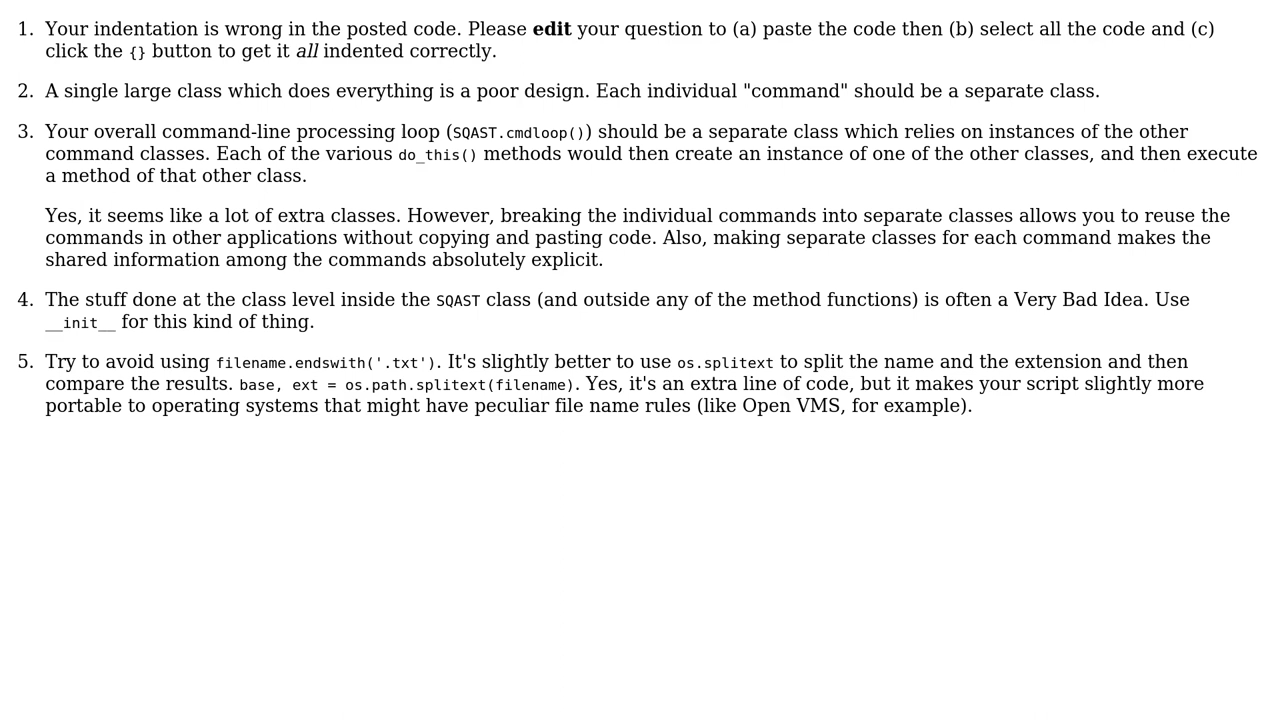 1. Your indentation is wrong in the posted code. Please edit your question to (a) paste the code then (b) select all the code and (c)
click the {} button to get it all indented correctly.
2. A single large class which does everything is a poor design. Each individual "command" should be a separate class.
3. Your overall command-line processing loop (SQAST.cmdloop()) should be a separate class which relies on instances of the other
command classes. Each of the various do_this() methods would then create an instance of one of the other classes, and then execute
a method of that other class.
Yes, it seems like a lot of extra classes. However, breaking the individual commands into separate classes allows you to reuse the
commands in other applications without copying and pasting code. Also, making separate classes for each command makes the
shared information among the commands absolutely explicit.
4. The stuff done at the class level inside the SQAST class (and outside any of the method functions) is often a Very Bad Idea. Use
__init__ for this kind of thing.
5. Try to avoid using filename.endswith('.txt'). It's slightly better to use os.splitext to split the name and the extension and then
compare the results. base, ext = os.path.splitext(filename). Yes, it's an extra line of code, but it makes your script slightly more
portable to operating systems that might have peculiar file name rules (like Open VMS, for example).